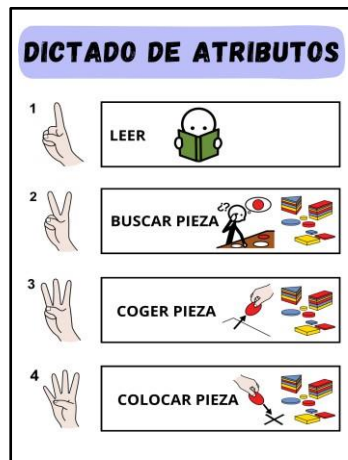 DICTADO DE ATRIBUTOS
1
LEER
2
BUSCAR PIEZA
3
COGER PIEZA
4
COLOCAR PIEZA